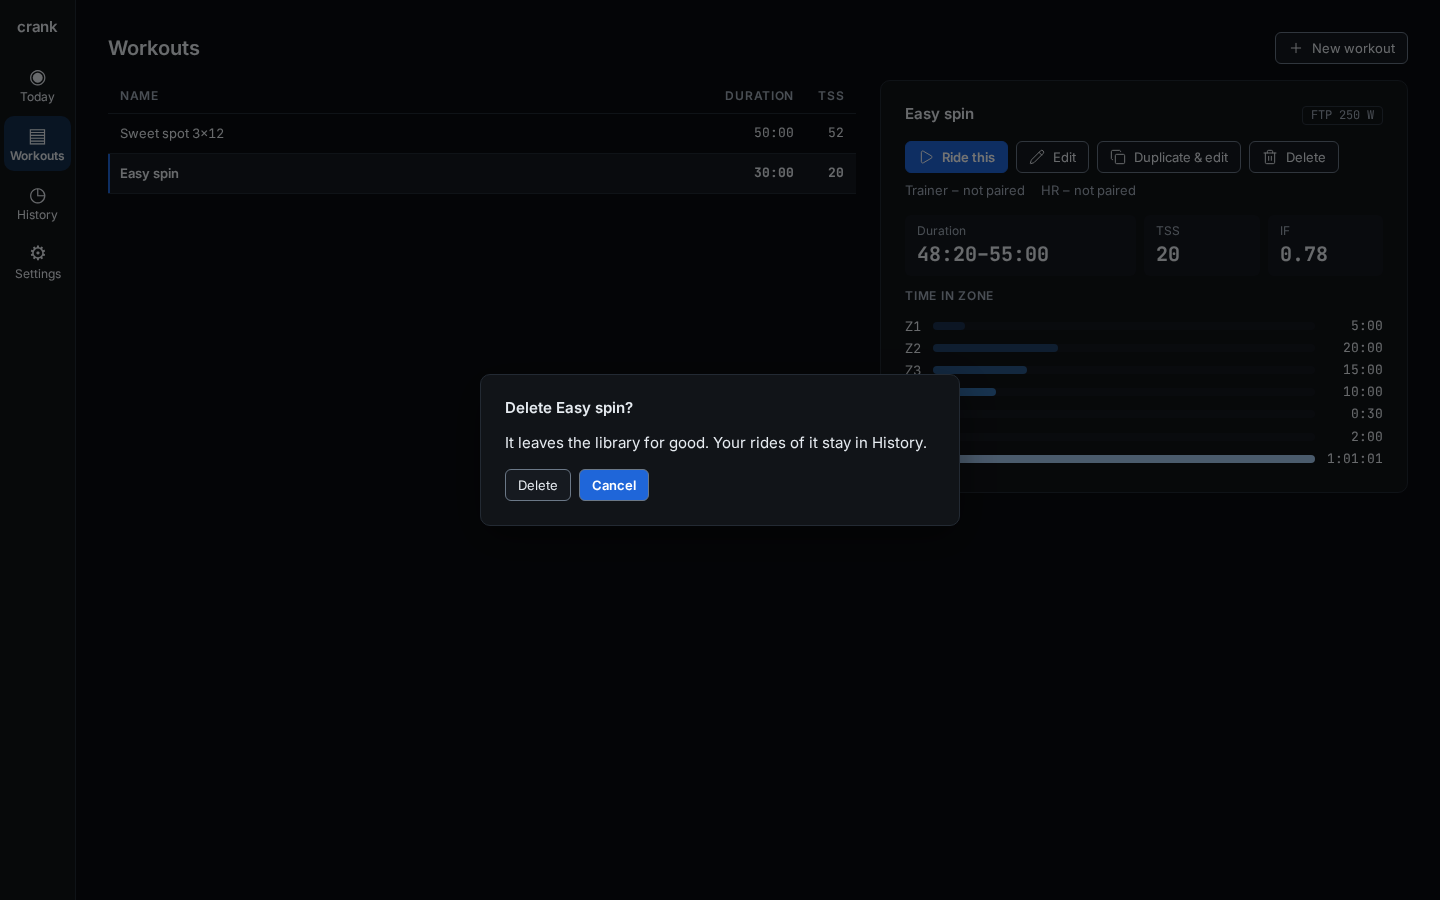 crank
Today
Workouts
History
Settings
Workouts
New workout
NAME DURATION TSS
Sweet spot 3×12 50:00 52
Easy spin 30:00 20
Easy spin FTP 250 W
Ride this Edit Duplicate & edit Delete
Trainer – not paired HR – not paired
Duration TSS IF
48:20–55:00 20 0.78
TIME IN ZONE
Z1 5:00
Z2 20:00
Z3 15:00
10:00
0:30
2:00
1:01:01
Delete Easy spin?
It leaves the library for good. Your rides of it stay in History.
Delete Cancel